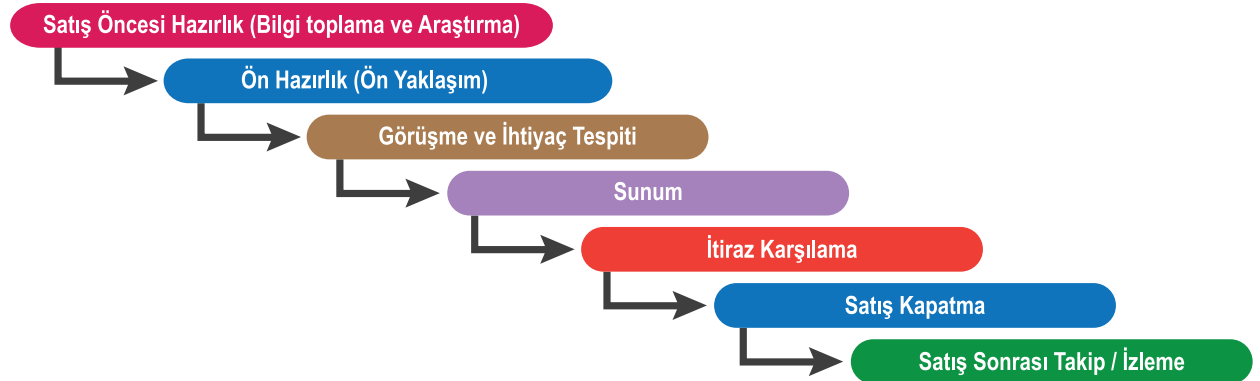 Satış Öncesi Hazırlık (Bilgi toplama ve Araştırma)
Ön Hazırlık (Ön Yaklaşım)
Görüşme ve İhtiyaç Tespiti
Sunum
İtiraz Karşılama
Satış Kapatma
Satış Sonrası Takip / İzleme